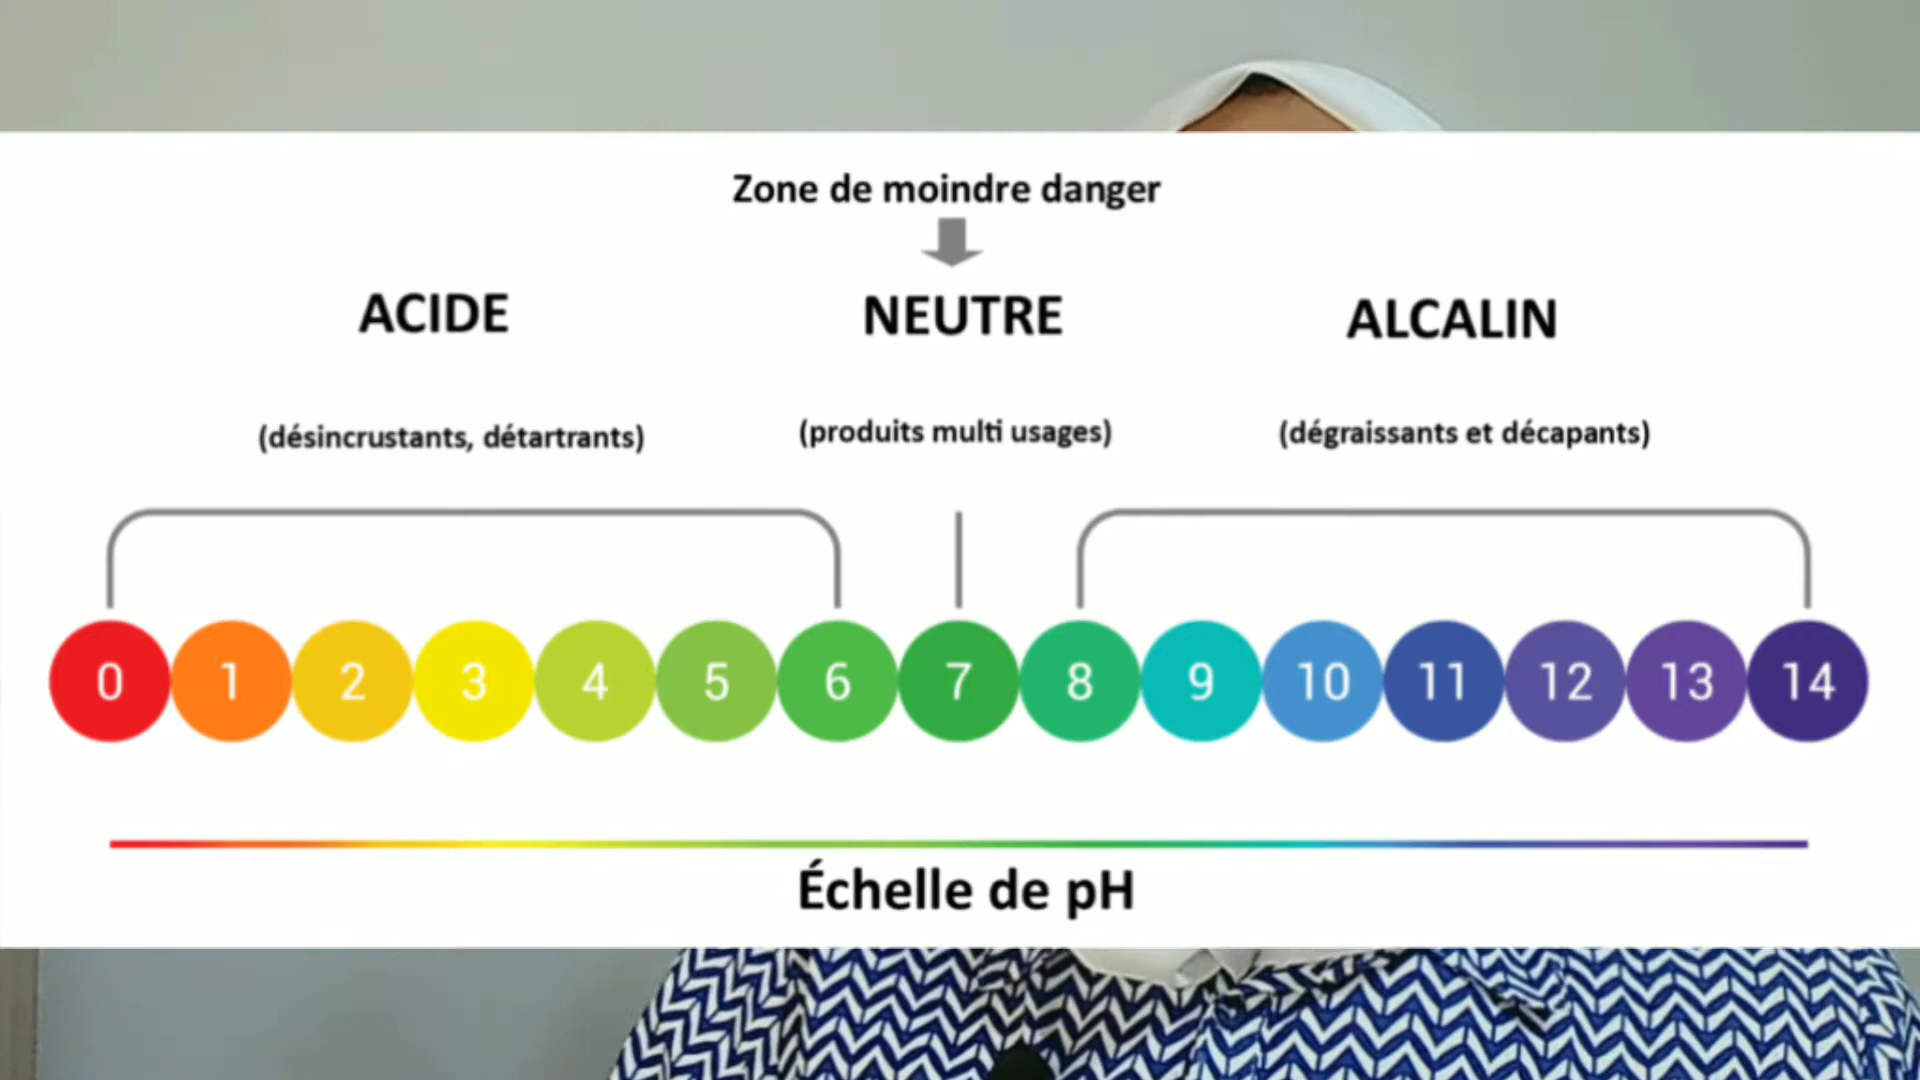 Zone de moindre danger
ACIDE NEUTRE ALCALIN
(désincrustants, détartrants) (produits multi usages) (dégraissants et décapants)
0 1 2 3 4 5 6 7 8 9 10 11 12 13 14
Échelle de pH